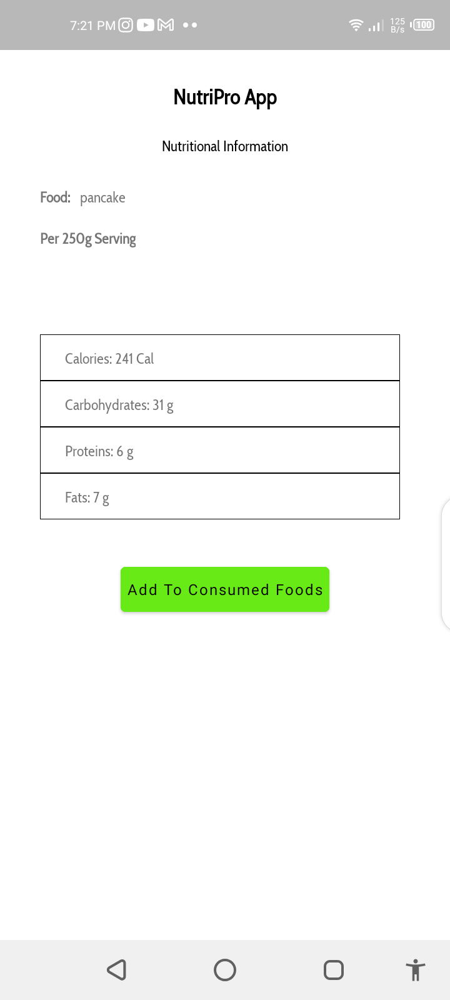 7:21 PM
125 B/s
100
NutriPro App
Nutritional Information
Food: pancake
Per 250g Serving
Calories: 241 Cal
Carbohydrates: 31 g
Proteins: 6 g
Fats: 7 g
Add To Consumed Foods